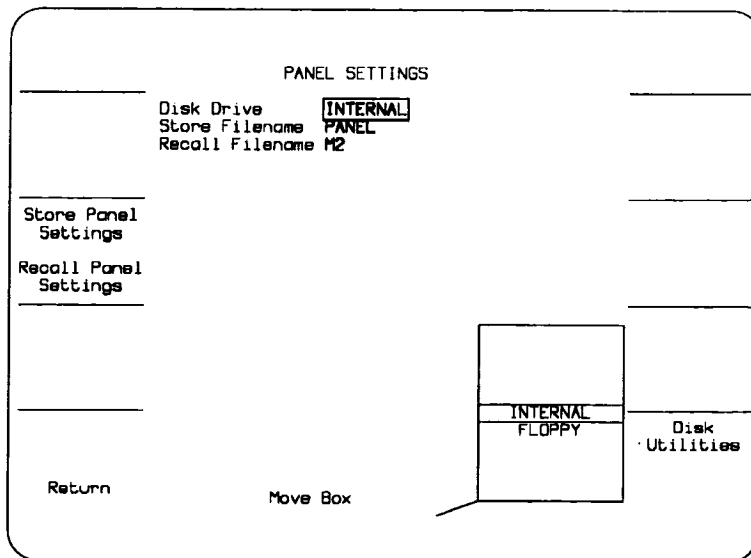 PANEL SETTINGS
Disk Drive INTERNAL
Store Filename PANEL
Recall Filename M2
Store Panel
Settings
Recall Panel
Settings
INTERNAL
FLOPPY
Disk
Utilities
Return
Move Box